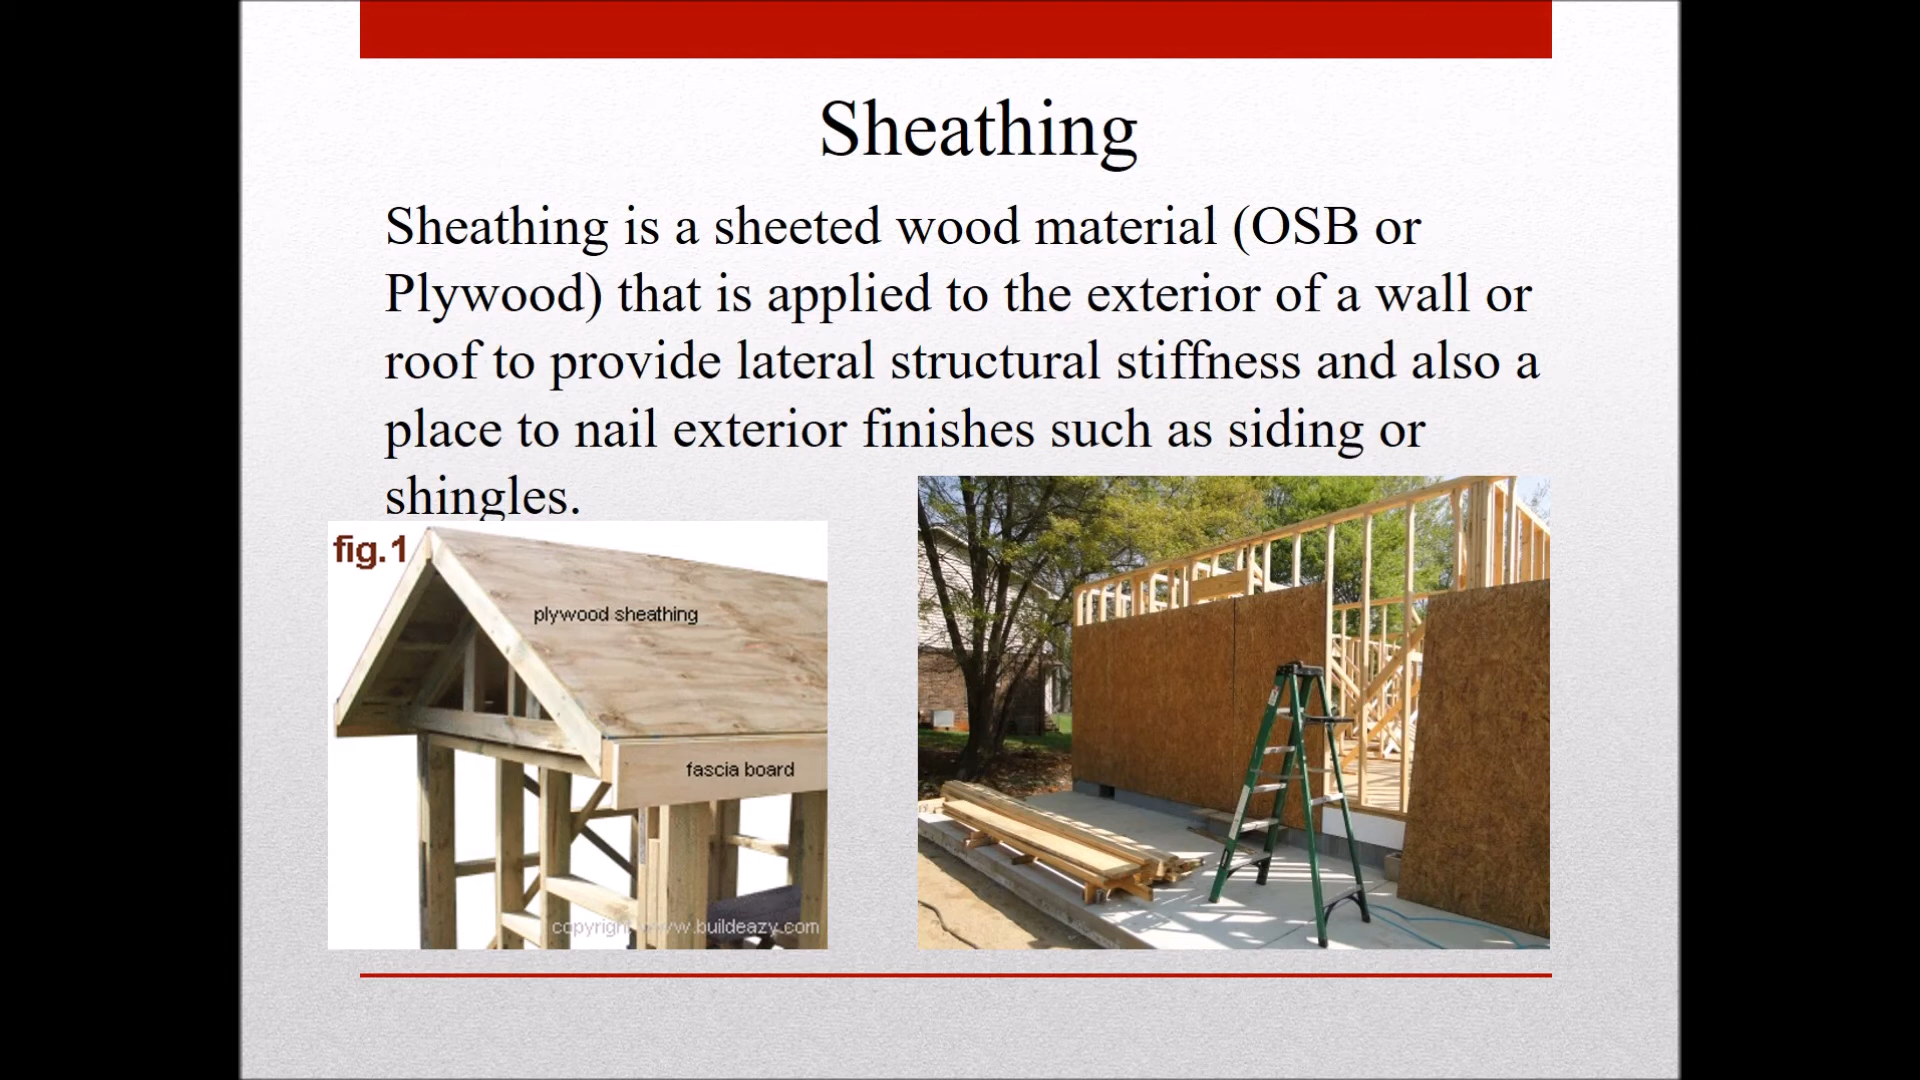 Sheathing
Sheathing is a sheeted wood material (OSB or
Plywood) that is applied to the exterior of a wall or
roof to provide lateral structural stiffness and also a
place to nail exterior finishes such as siding or
shingles.
fig.1
plywood sheathing
fascia board
copyright www.buildeazy.com